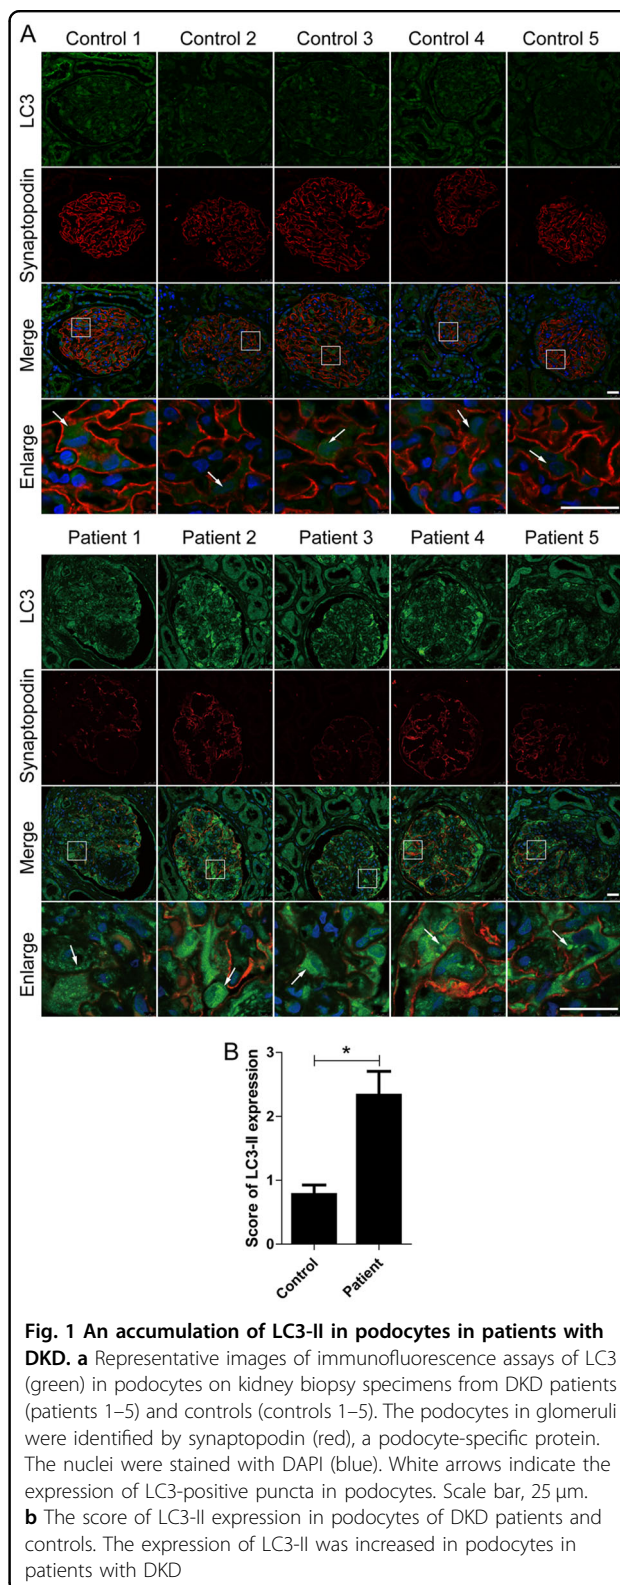 A
Control 1 Control 2 Control 3 Control 4 Control 5
LC3
Synaptopodin
Merge
Enlarge
Patient 1 Patient 2 Patient 3 Patient 4 Patient 5
LC3
Synaptopodin
Merge
Enlarge
B
Score of LC3-II expression
3
2
1
0
*
Control
Patient
Fig. 1 An accumulation of LC3-II in podocytes in patients with
DKD. a Representative images of immunofluorescence assays of LC3
(green) in podocytes on kidney biopsy specimens from DKD patients
(patients 1–5) and controls (controls 1–5). The podocytes in glomeruli
were identified by synaptopodin (red), a podocyte-specific protein.
The nuclei were stained with DAPI (blue). White arrows indicate the
expression of LC3-positive puncta in podocytes. Scale bar, 25 μm.
b The score of LC3-II expression in podocytes of DKD patients and
controls. The expression of LC3-II was increased in podocytes in
patients with DKD